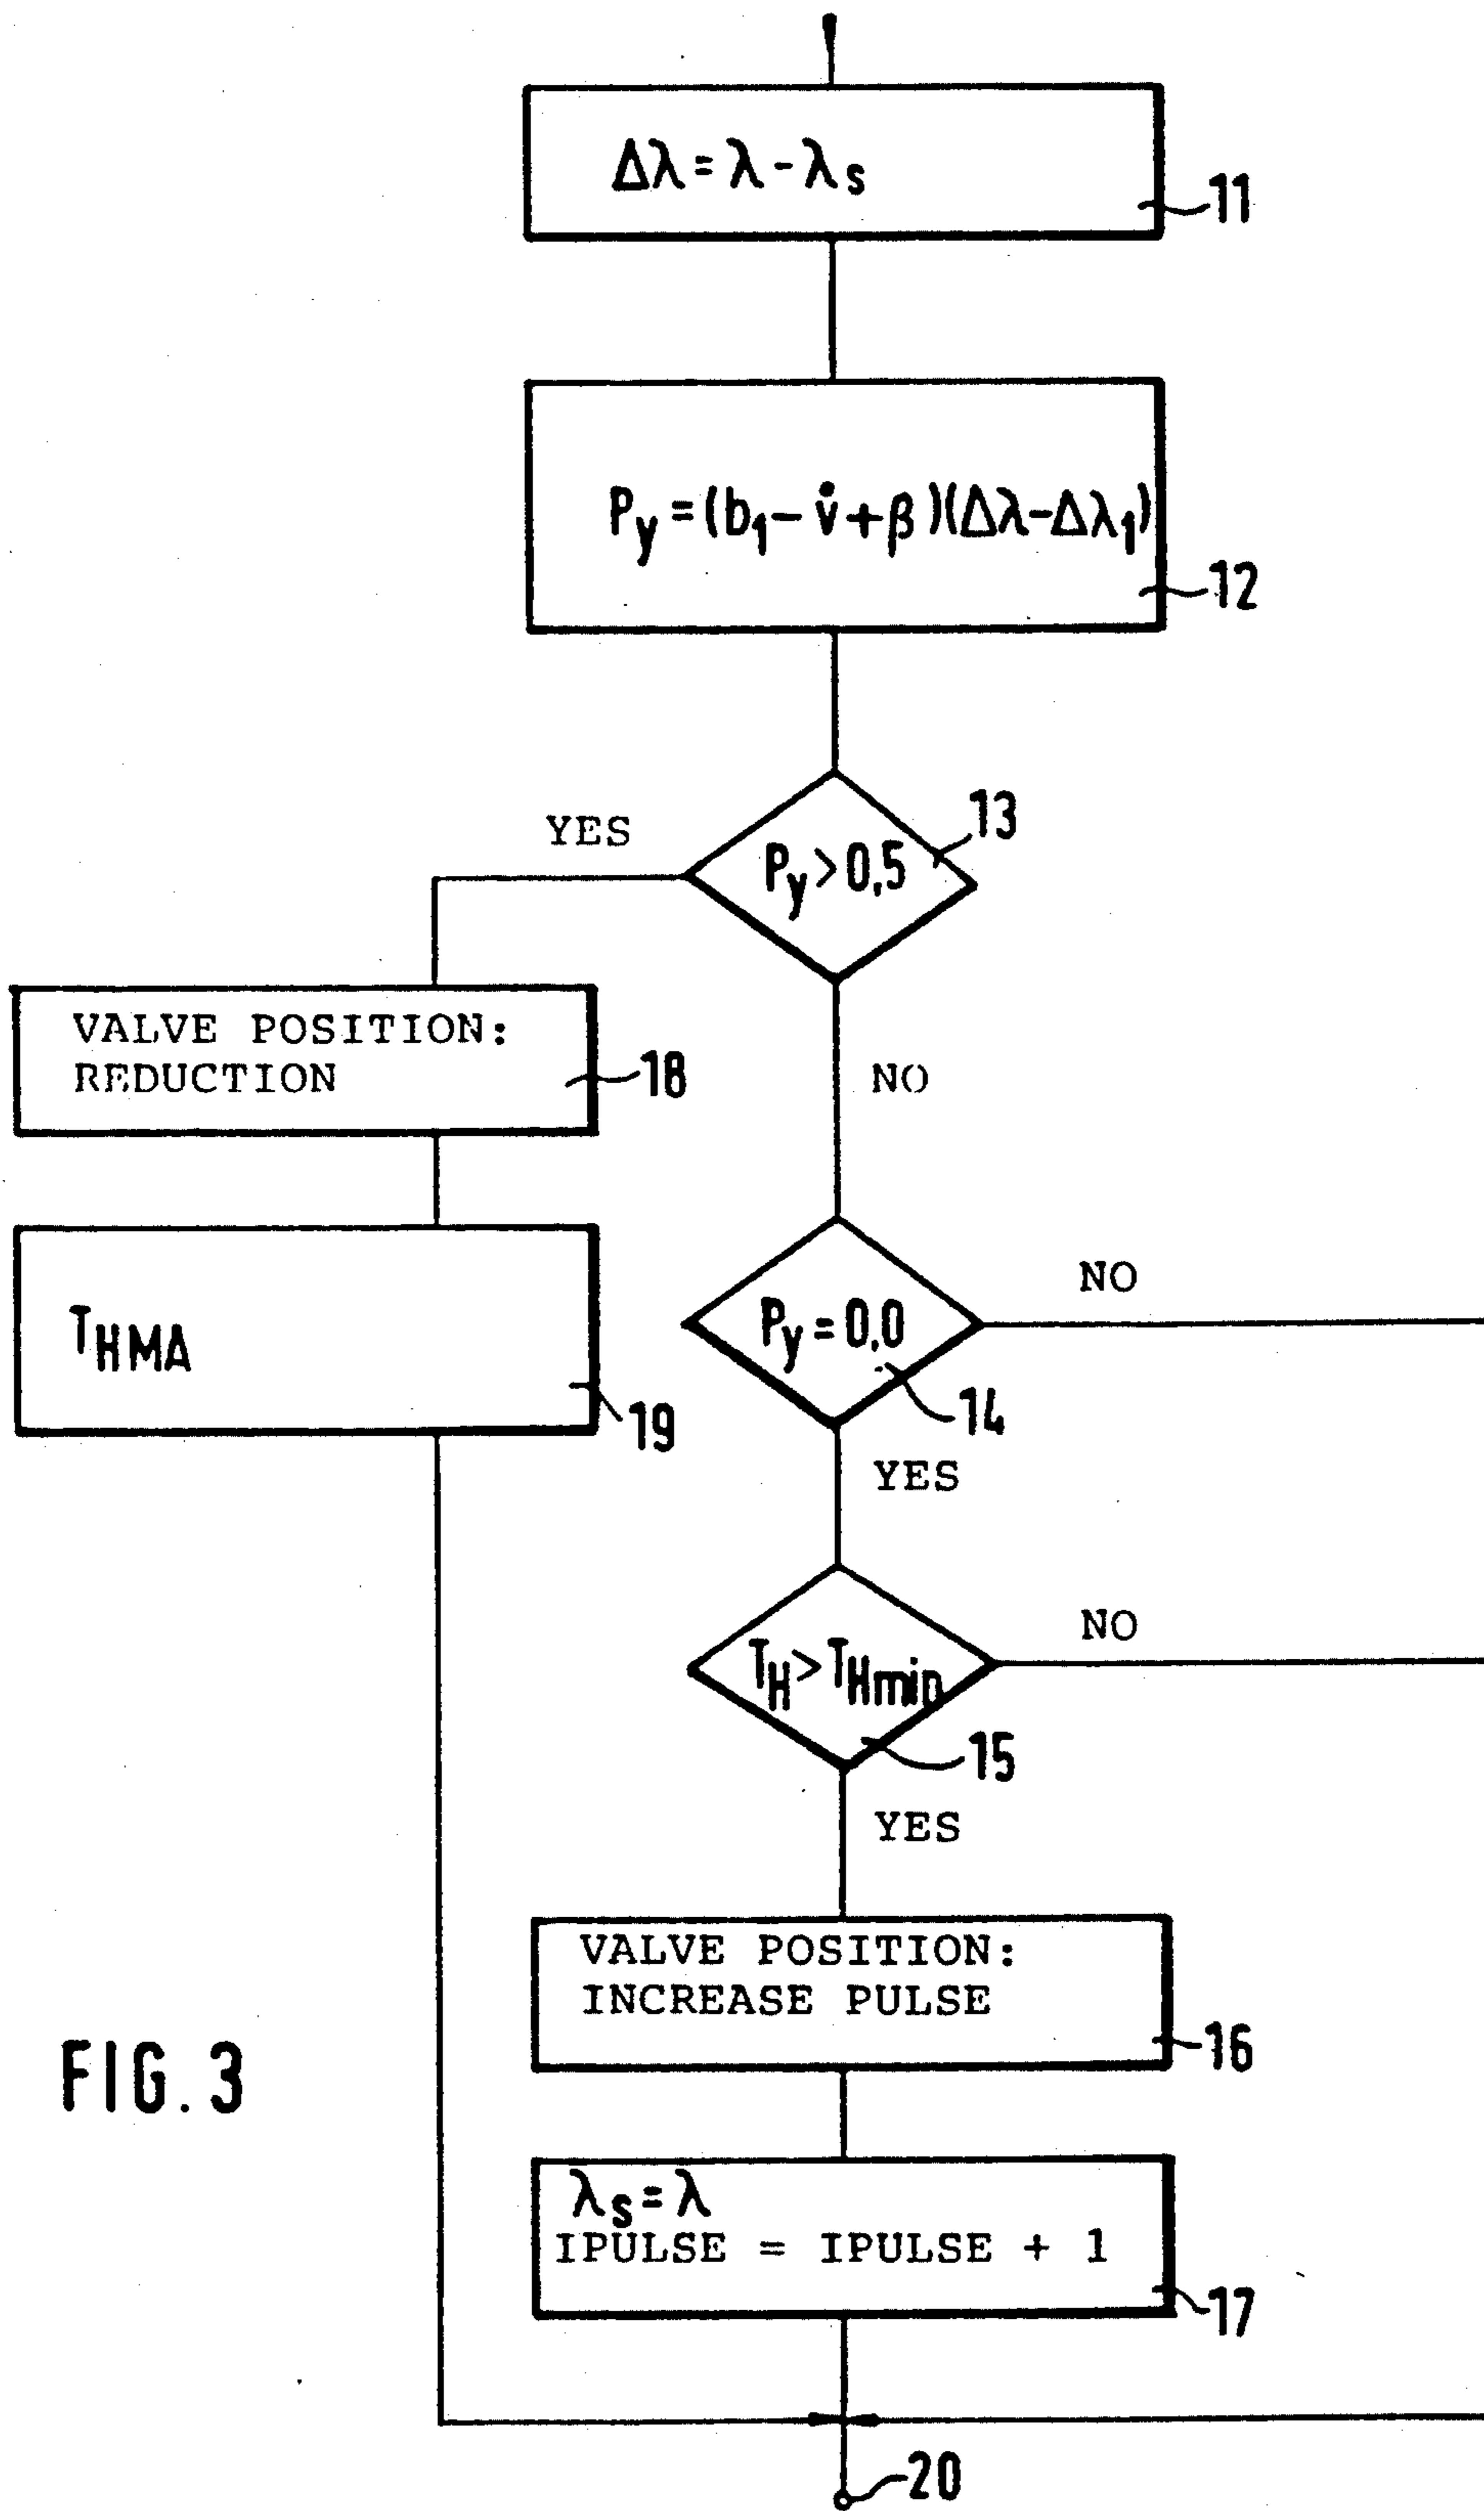 Δλ = λ - λs
11
Py = (b1 - v̇ + β)(Δλ - Δλ1)
12
13
YES
Py > 0,5
VALVE POSITION:
REDUCTION
18
NO
NO
Py = 0,0
THMA
14
19
YES
NO
TH > THmin
15
YES
VALVE POSITION:
INCREASE PULSE
16
FIG. 3
λs = λ
IPULSE = IPULSE + 1
17
20